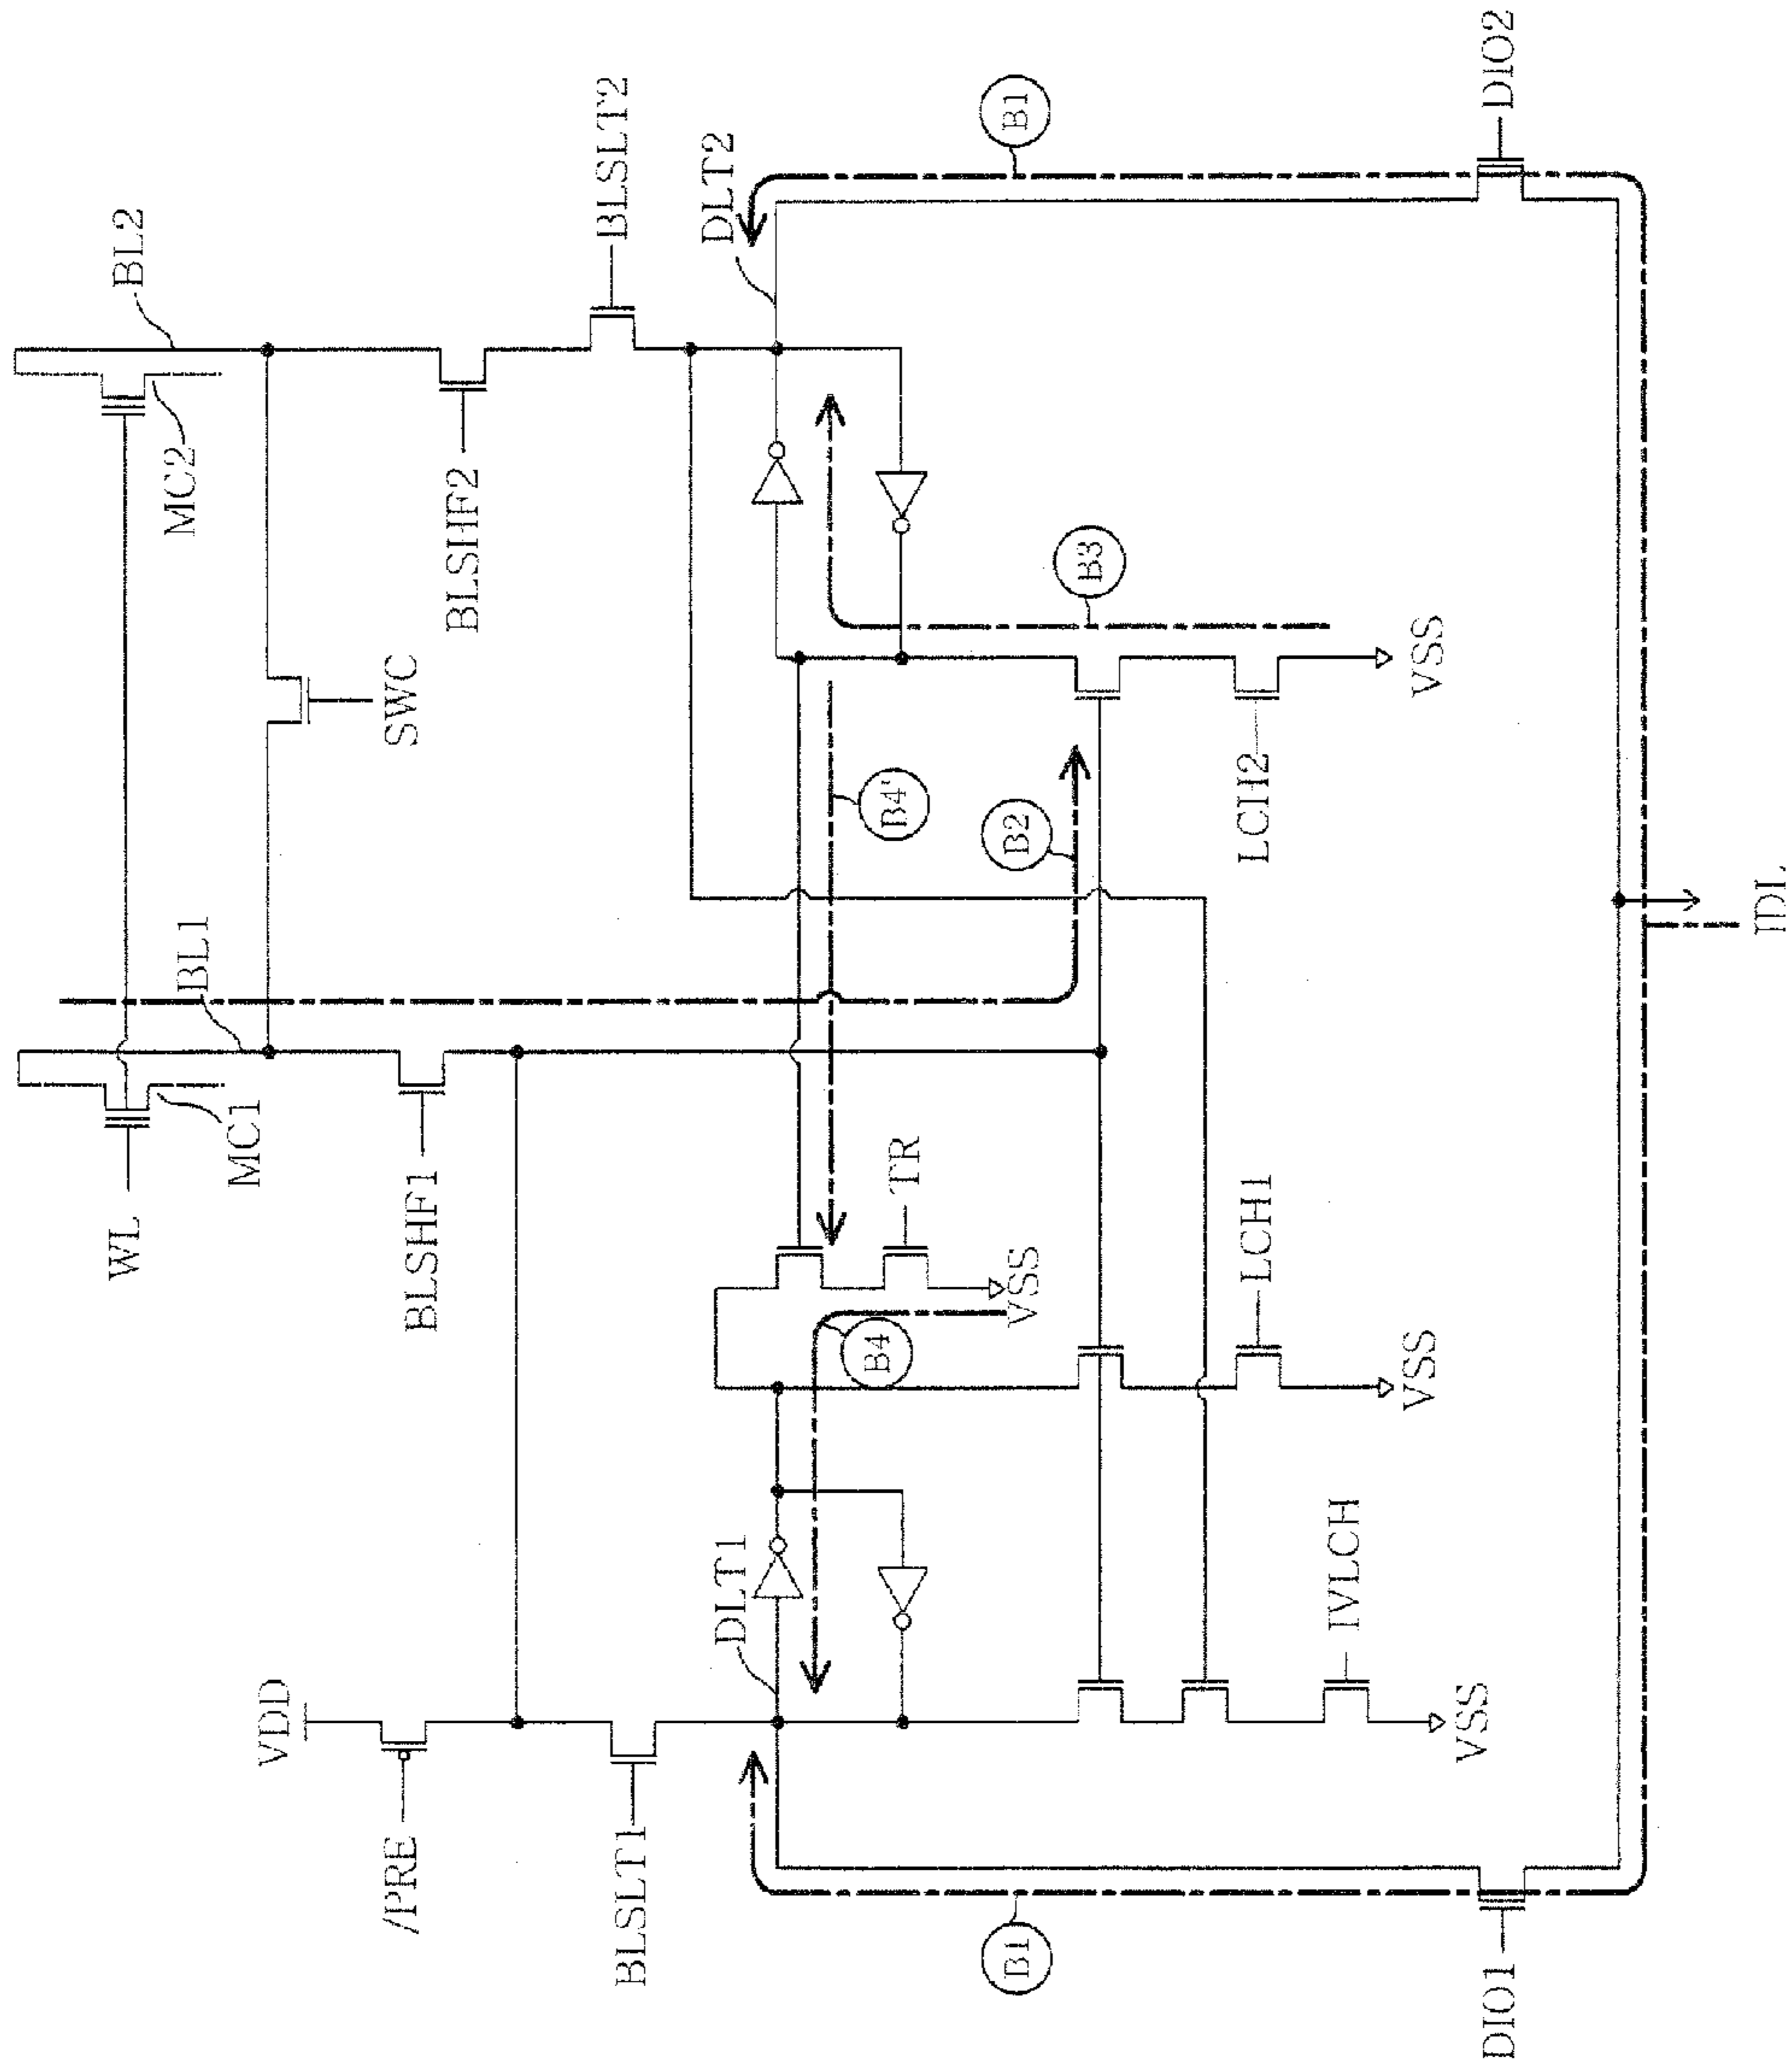 WL
MC1
BL1
MC2
BL2
SWC
VDD
/PRE
BLSHF1
BLSHF2
BLSLT1
BLSLT2
DLT1
DLT2
TR
VSS
B4
B4'
B2
B3
B1
B1
LCH1
LCH2
IVLCH
VSS
VSS
VSS
DIO1
DIO2
IDL